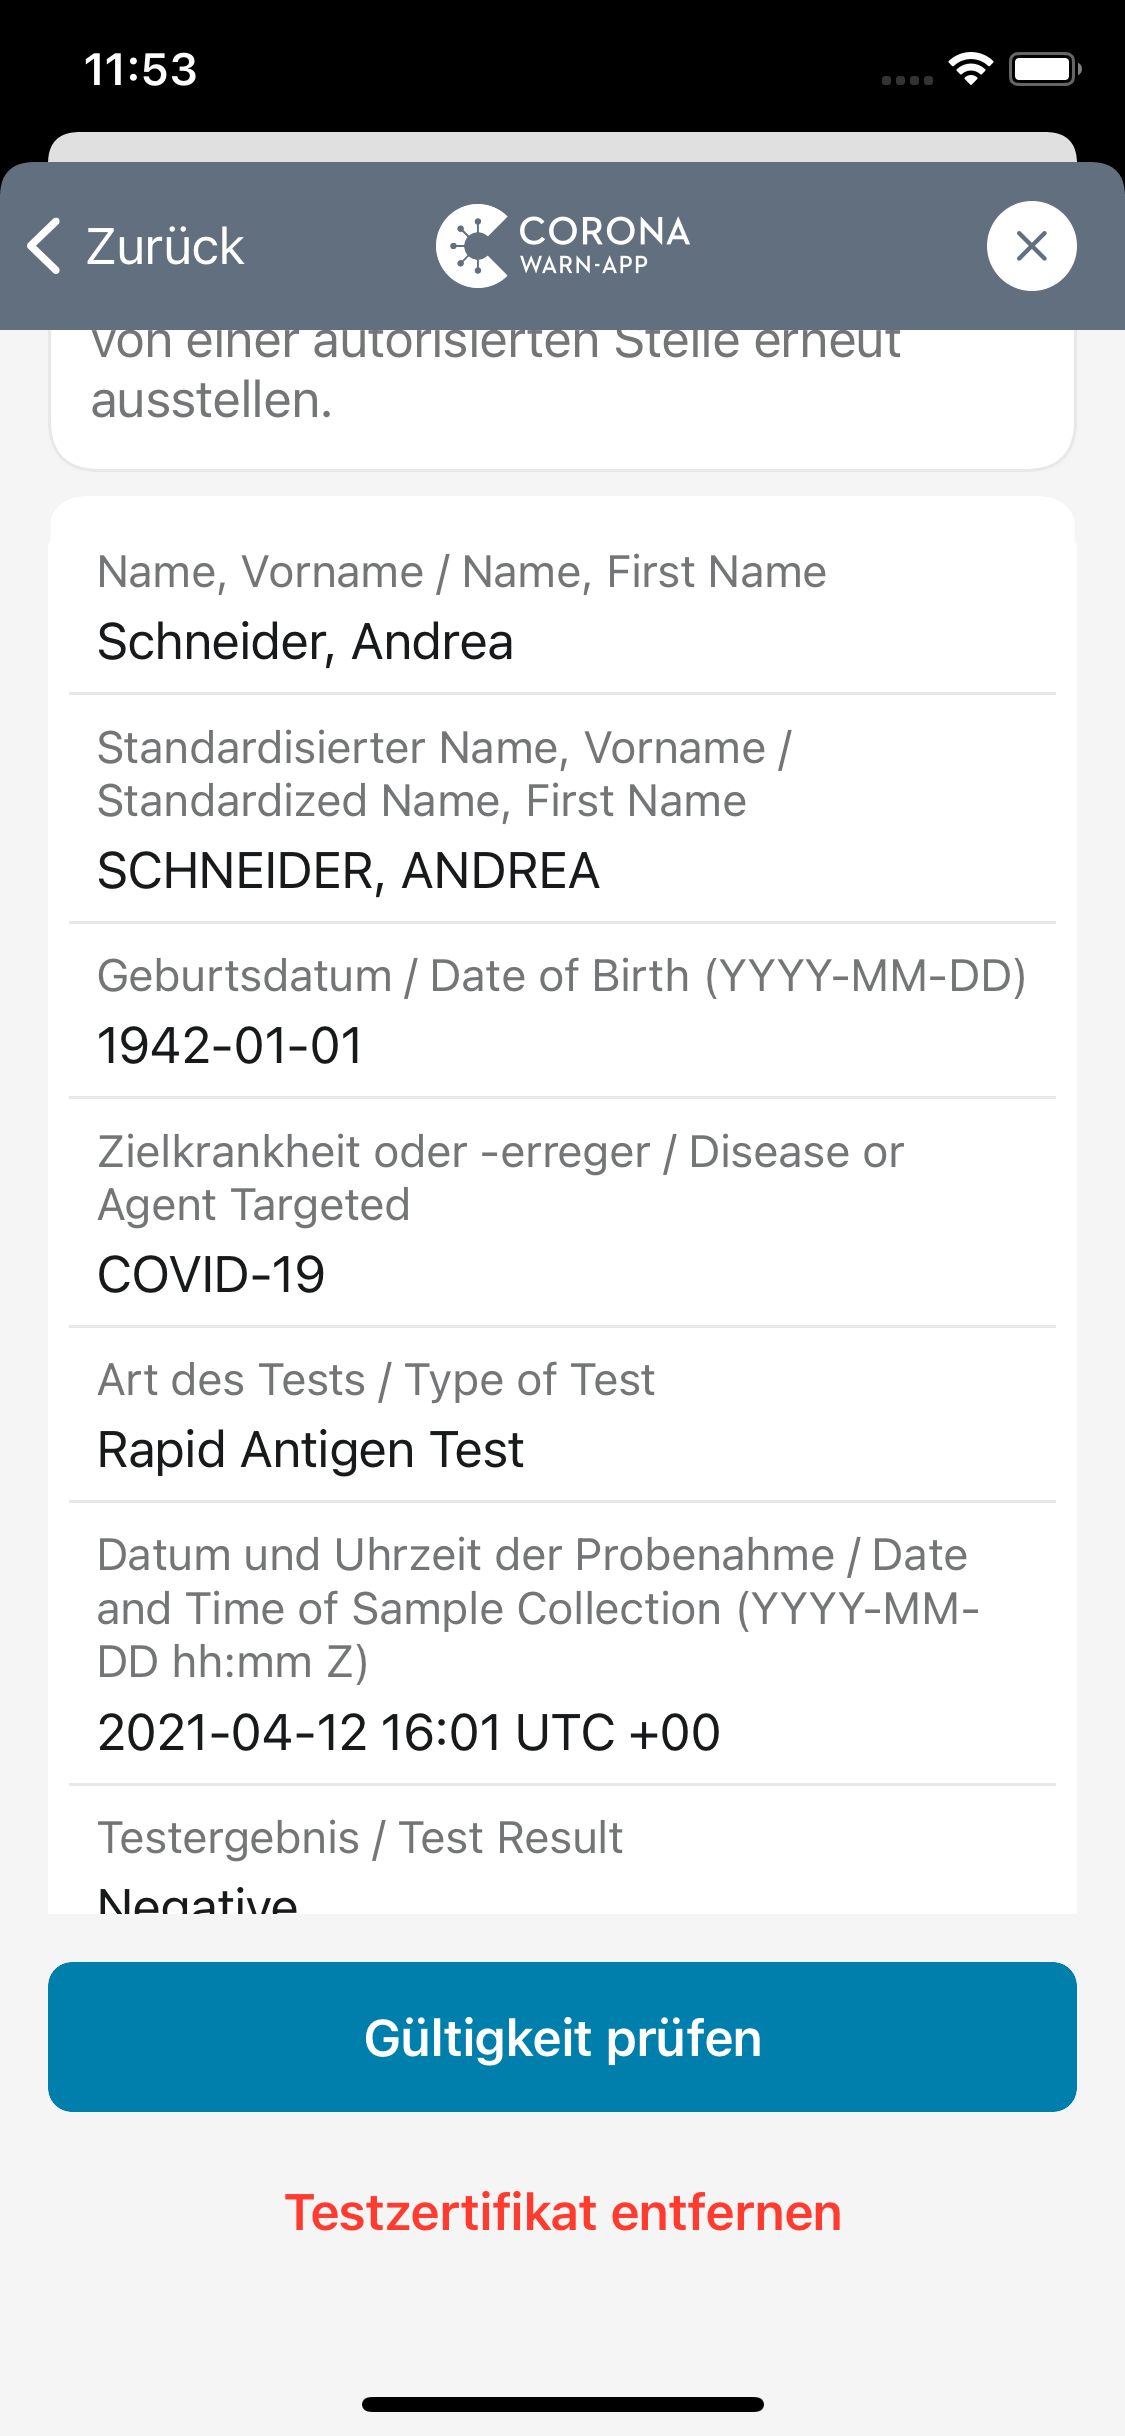 11:53
Zurück
CORONA
WARN-APP
von einer autorisierten Stelle erneut
ausstellen.
Name, Vorname / Name, First Name
Schneider, Andrea
Standardisierter Name, Vorname /
Standardized Name, First Name
SCHNEIDER, ANDREA
Geburtsdatum / Date of Birth (YYYY-MM-DD)
1942-01-01
Zielkrankheit oder -erreger / Disease or
Agent Targeted
COVID-19
Art des Tests / Type of Test
Rapid Antigen Test
Datum und Uhrzeit der Probenahme / Date
and Time of Sample Collection (YYYY-MM-
DD hh:mm Z)
2021-04-12 16:01 UTC +00
Testergebnis / Test Result
Negative
Gültigkeit prüfen
Testzertifikat entfernen